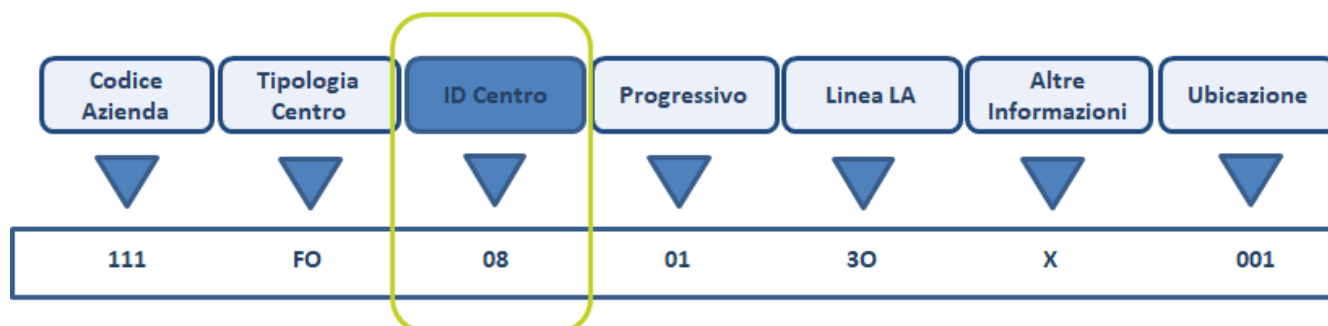 Codice
Azienda
Tipologia
Centro
ID Centro
Progressivo
Linea LA
Altre
Informazioni
Ubicazione
111 FO 08 01 3O X 001